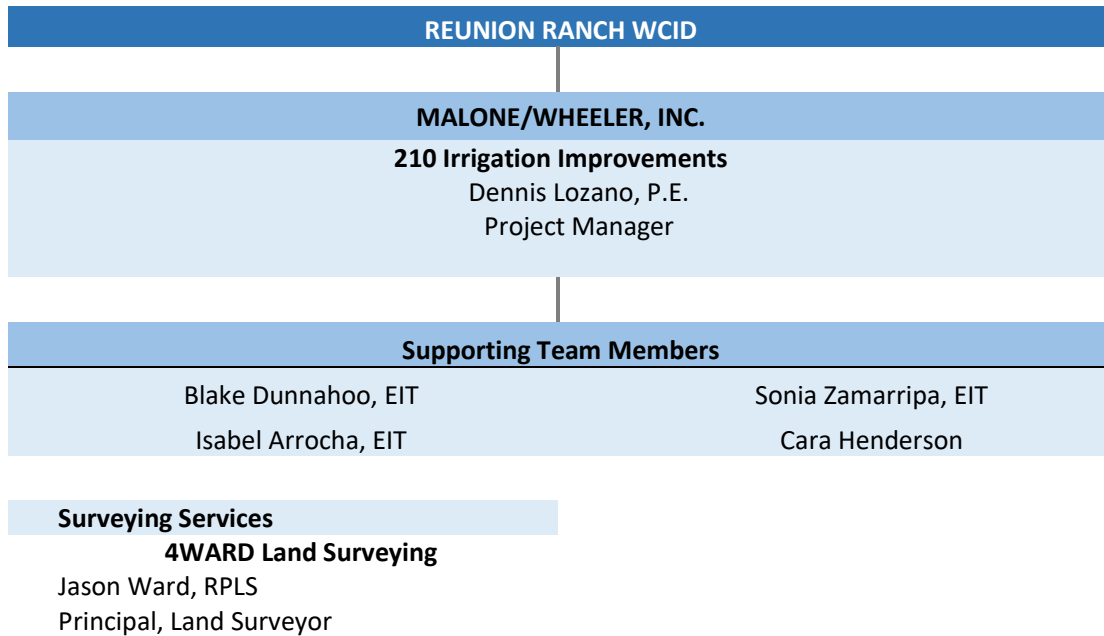 REUNION RANCH WCID
MALONE/WHEELER, INC.
210 Irrigation Improvements
Dennis Lozano, P.E.
Project Manager
Supporting Team Members
Blake Dunnahoo, EIT Sonia Zamarripa, EIT
Isabel Arrocha, EIT Cara Henderson
Surveying Services
4WARD Land Surveying
Jason Ward, RPLS
Principal, Land Surveyor